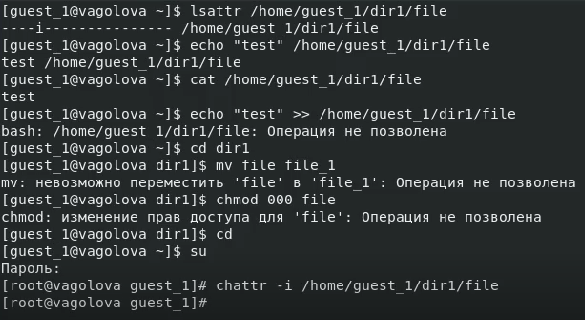 [guest_1@vagolova ~]$ lsattr /home/guest_1/dir1/file
----i--------------- /home/guest_1/dir1/file
[guest_1@vagolova ~]$ echo "test" /home/guest_1/dir1/file
test /home/guest_1/dir1/file
[guest_1@vagolova ~]$ cat /home/guest_1/dir1/file
test
[guest_1@vagolova ~]$ echo "test" >> /home/guest_1/dir1/file
bash: /home/guest_1/dir1/file: Операция не позволена
[guest_1@vagolova ~]$ cd dir1
[guest_1@vagolova dir1]$ mv file file_1
mv: невозможно переместить 'file' в 'file_1': Операция не позволена
[guest_1@vagolova dir1]$ chmod 000 file
chmod: изменение прав доступа для 'file': Операция не позволена
[guest_1@vagolova dir1]$ cd
[guest_1@vagolova ~]$ su
Пароль:
[root@vagolova guest_1]# chattr -i /home/guest_1/dir1/file
[root@vagolova guest_1]#